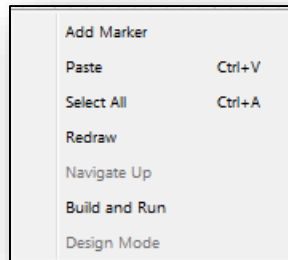 Add Marker
Paste Ctrl+V
Select All Ctrl+A
Redraw
Navigate Up
Build and Run
Design Mode